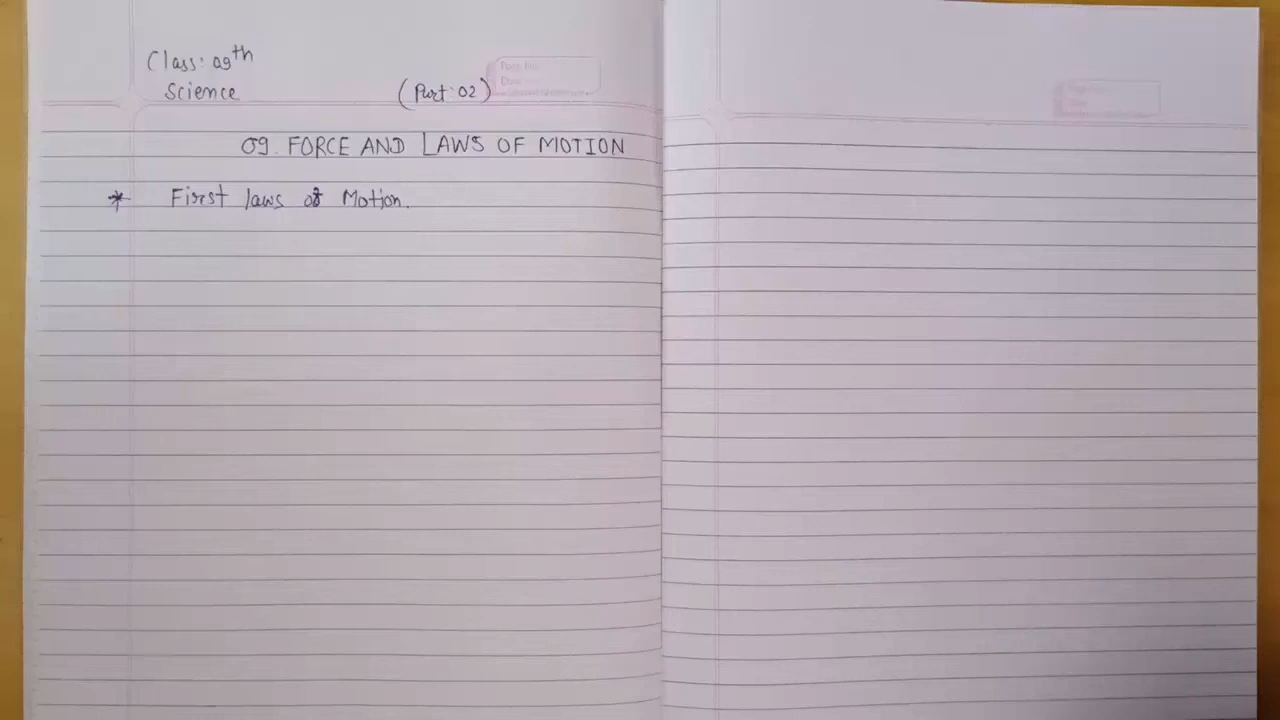 Class: 09th
Science
(Part: 02)
09. FORCE AND LAWS OF MOTION
* First laws of Motion.